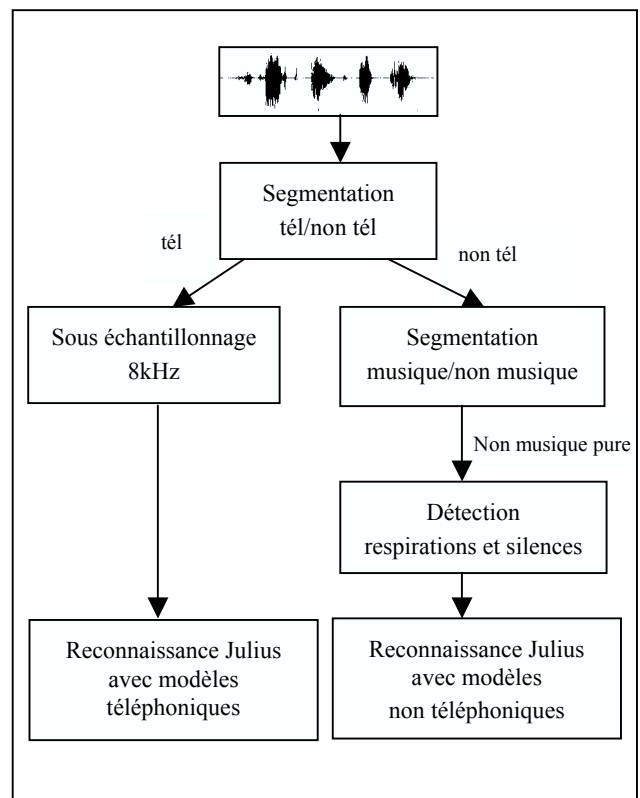 Segmentation
tél/non tél
tél
non tél
Sous échantillonnage
8kHz
Segmentation
musique/non musique
Non musique pure
Détection
respirations et silences
Reconnaissance Julius
avec modèles
téléphoniques
Reconnaissance Julius
avec modèles
non téléphoniques